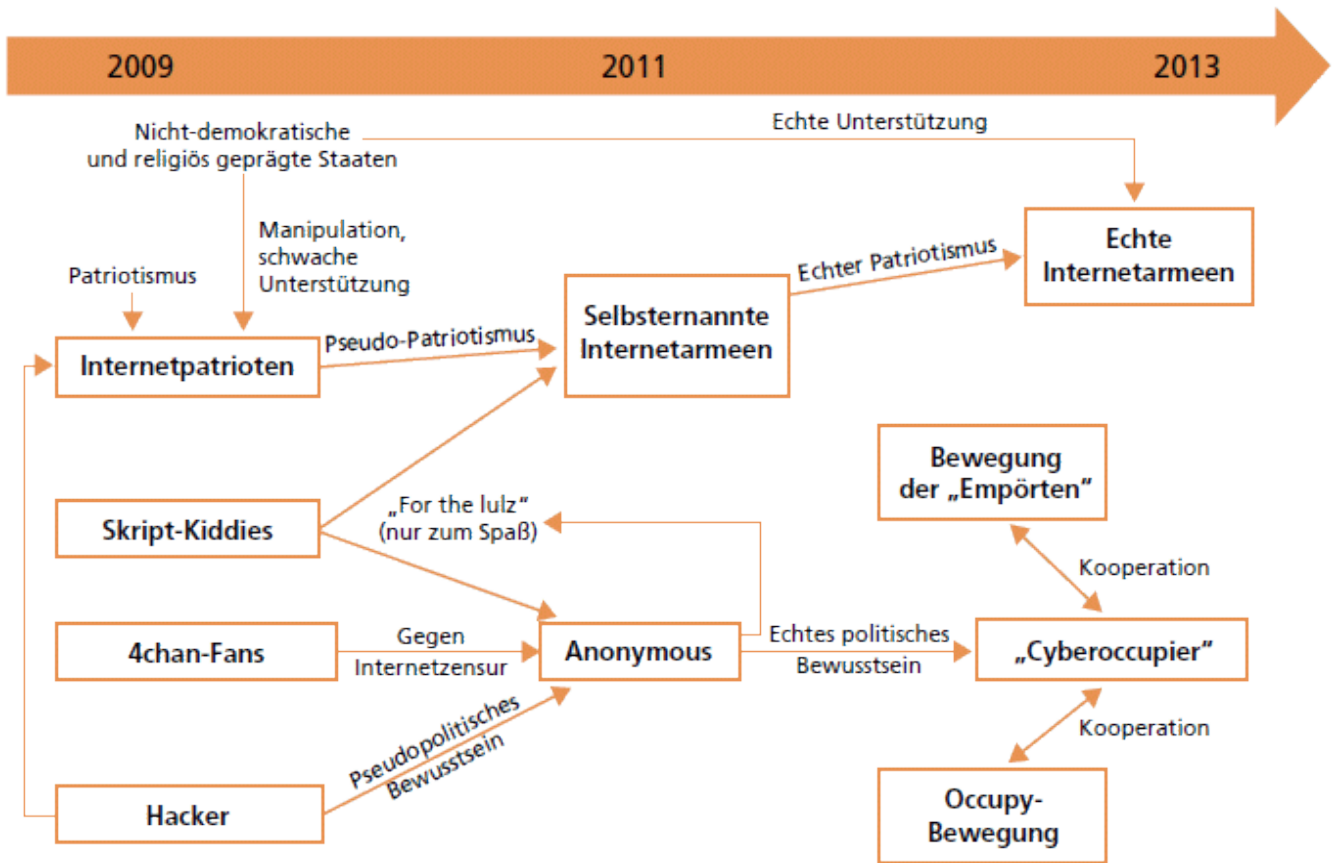 2009 2011 2013
Nicht-demokratische
und religiös geprägte Staaten
Echte Unterstützung
Manipulation,
schwache
Unterstützung
Patriotismus
Internetpatrioten
Pseudo-Patriotismus
Selbsternannte
Internetarmeen
Echter Patriotismus
Echte
Internetarmeen
Skript-Kiddies
„For the lulz“
(nur zum Spaß)
Bewegung
der „Empörten“
Kooperation
4chan-Fans
Gegen
Internetzensur
Anonymous
Echtes politisches
Bewusstsein
„Cyberoccupier“
Kooperation
Pseudopolitisches
Bewusstsein
Hacker
Occupy-
Bewegung